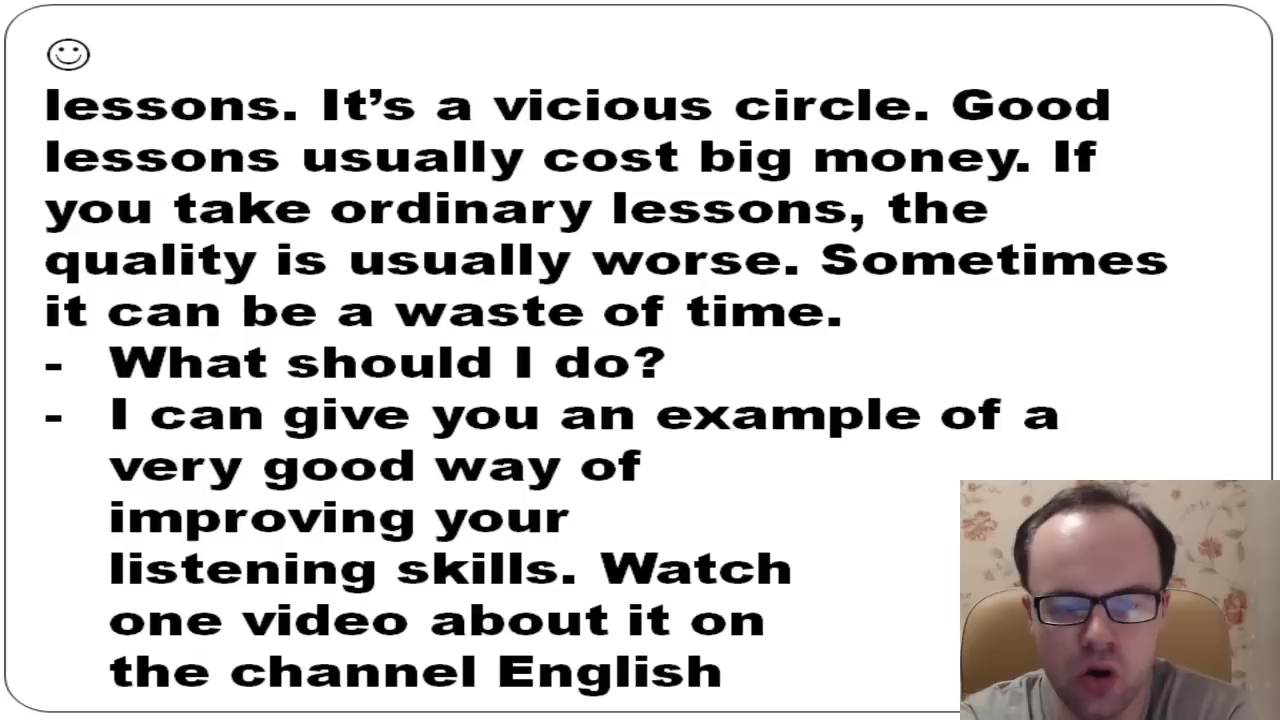 lessons. It’s a vicious circle. Good
lessons usually cost big money. If
you take ordinary lessons, the
quality is usually worse. Sometimes
it can be a waste of time.
- What should I do?
- I can give you an example of a
very good way of
improving your
listening skills. Watch
one video about it on
the channel English